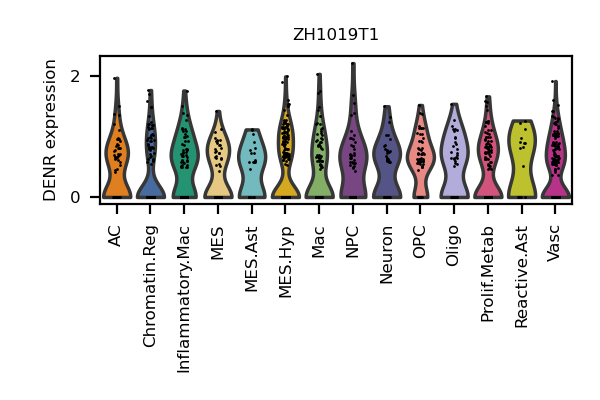 ZH1019T1
DENR expression
2
0
AC
Chromatin.Reg
Inflammatory.Mac
MES
MES.Ast
MES.Hyp
Mac
NPC
Neuron
OPC
Oligo
Prolif.Metab
Reactive.Ast
Vasc